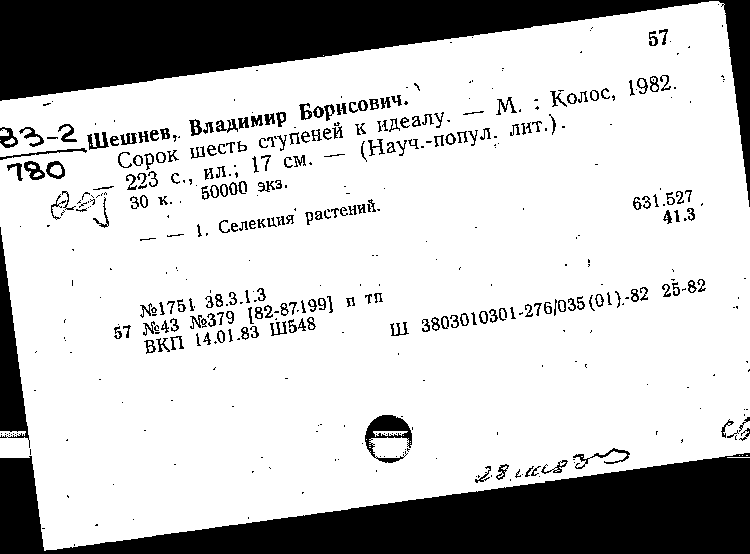 57
83-2
780
Шешнев, Владимир Борисович.
Сорок шесть ступеней к идеалу. — М. : Колос, 1982.
— 223 с., ил.; 17 см. — (Науч.-попул. лит.).
30 к. 50000 экз.
— — 1. Селекция растений.
631.527
41.3
№1751 38.3.1.3
57 №43 №379 [82-87199] п тп
ВКП 14.01.83 Ш548
Ш 3803010301-276/035(01)-82 25-82